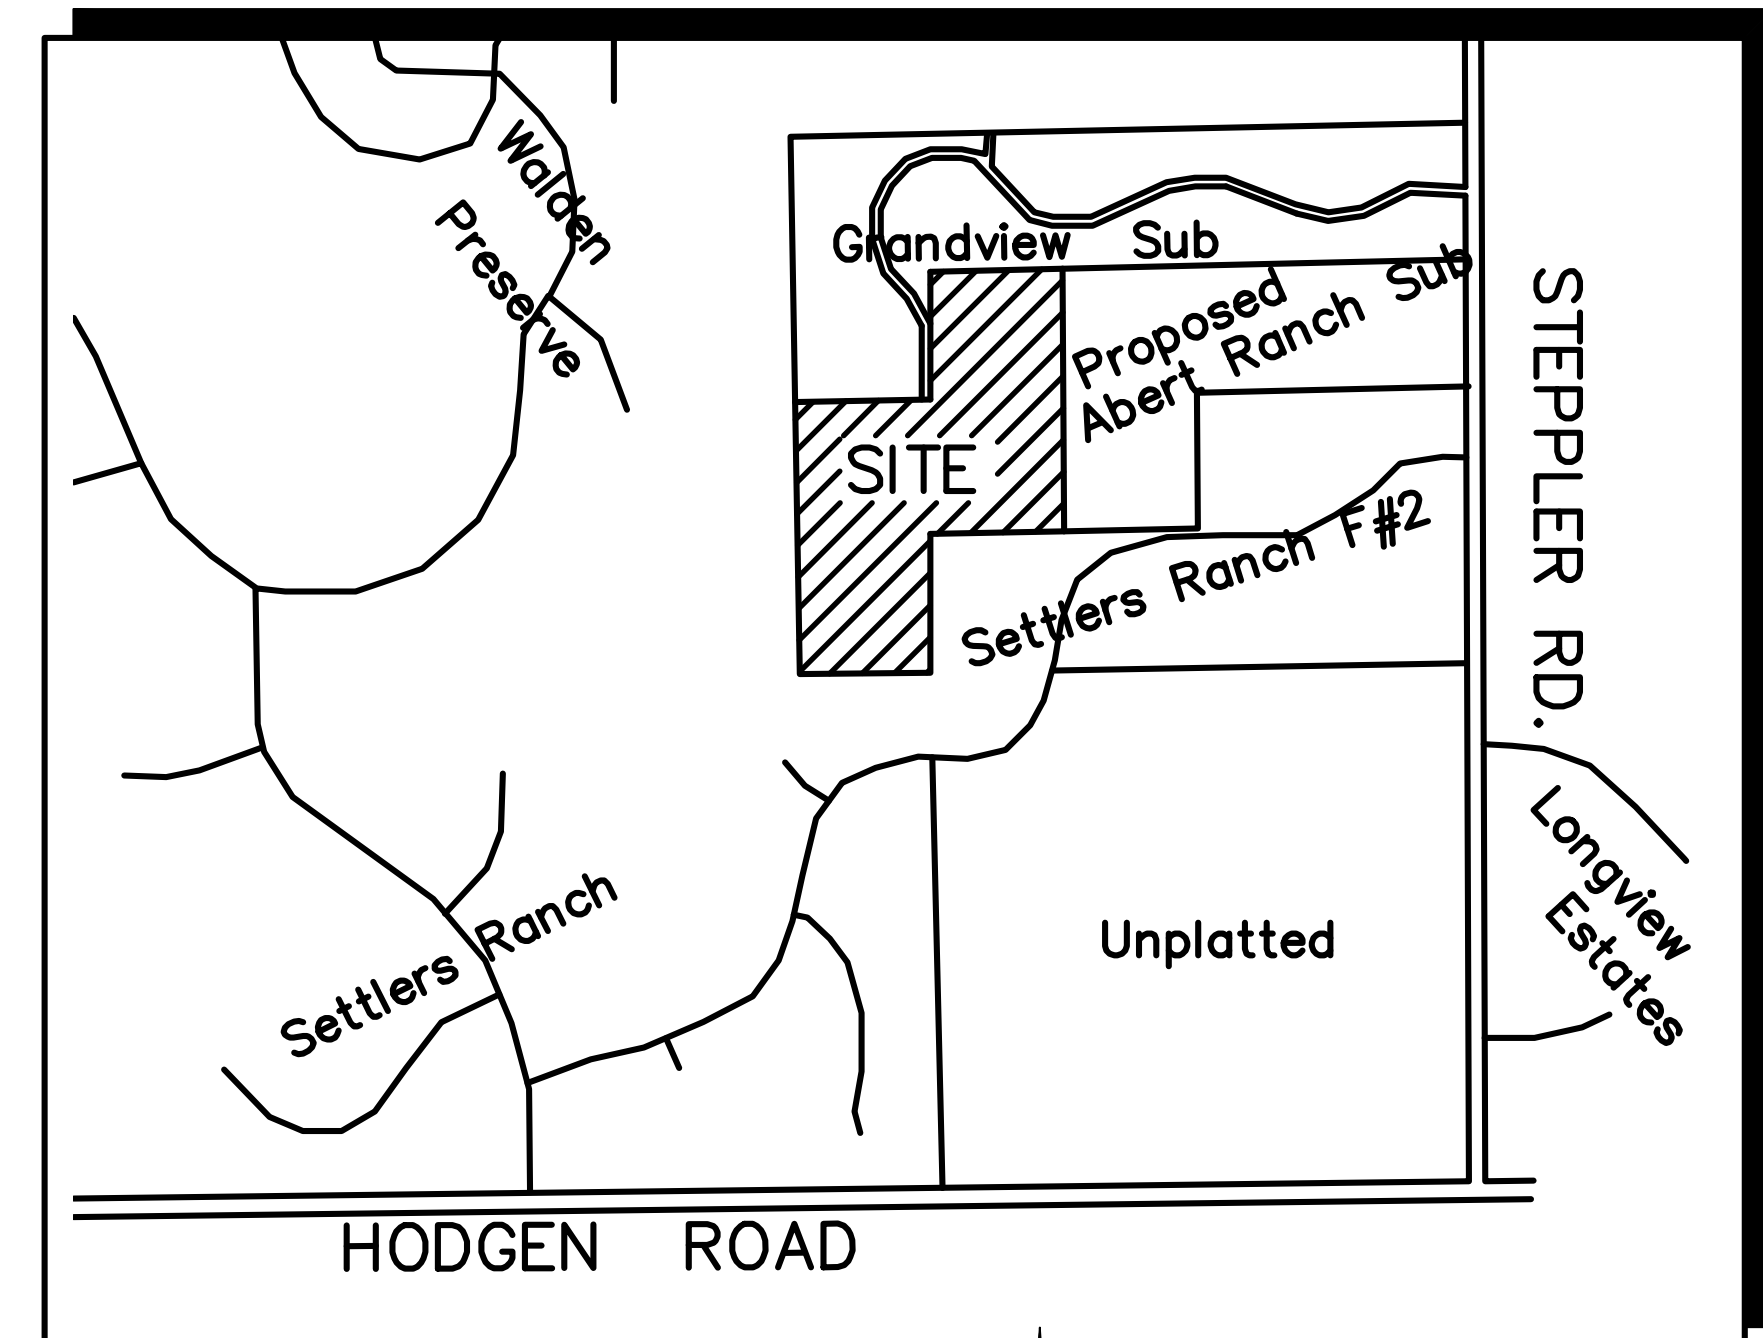 Walden
Preserve
Grandview Sub
Proposed
Abert Ranch Sub
SITE
STEPPLER RD.
Settlers Ranch F#2
Longview
Estates
Settlers Ranch
Unplatted
HODGEN ROAD